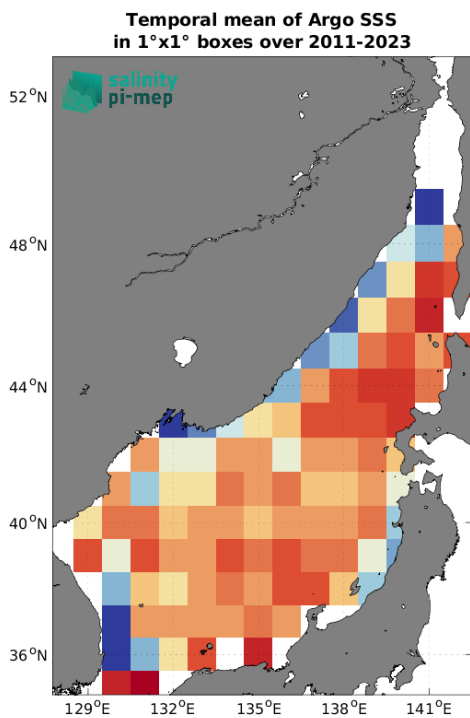 Temporal mean of Argo SSS
in 1°x1° boxes over 2011-2023
salinity
pi-mep
52°N
48°N
44°N
40°N
36°N
129°E
132°E
135°E
138°E
141°E